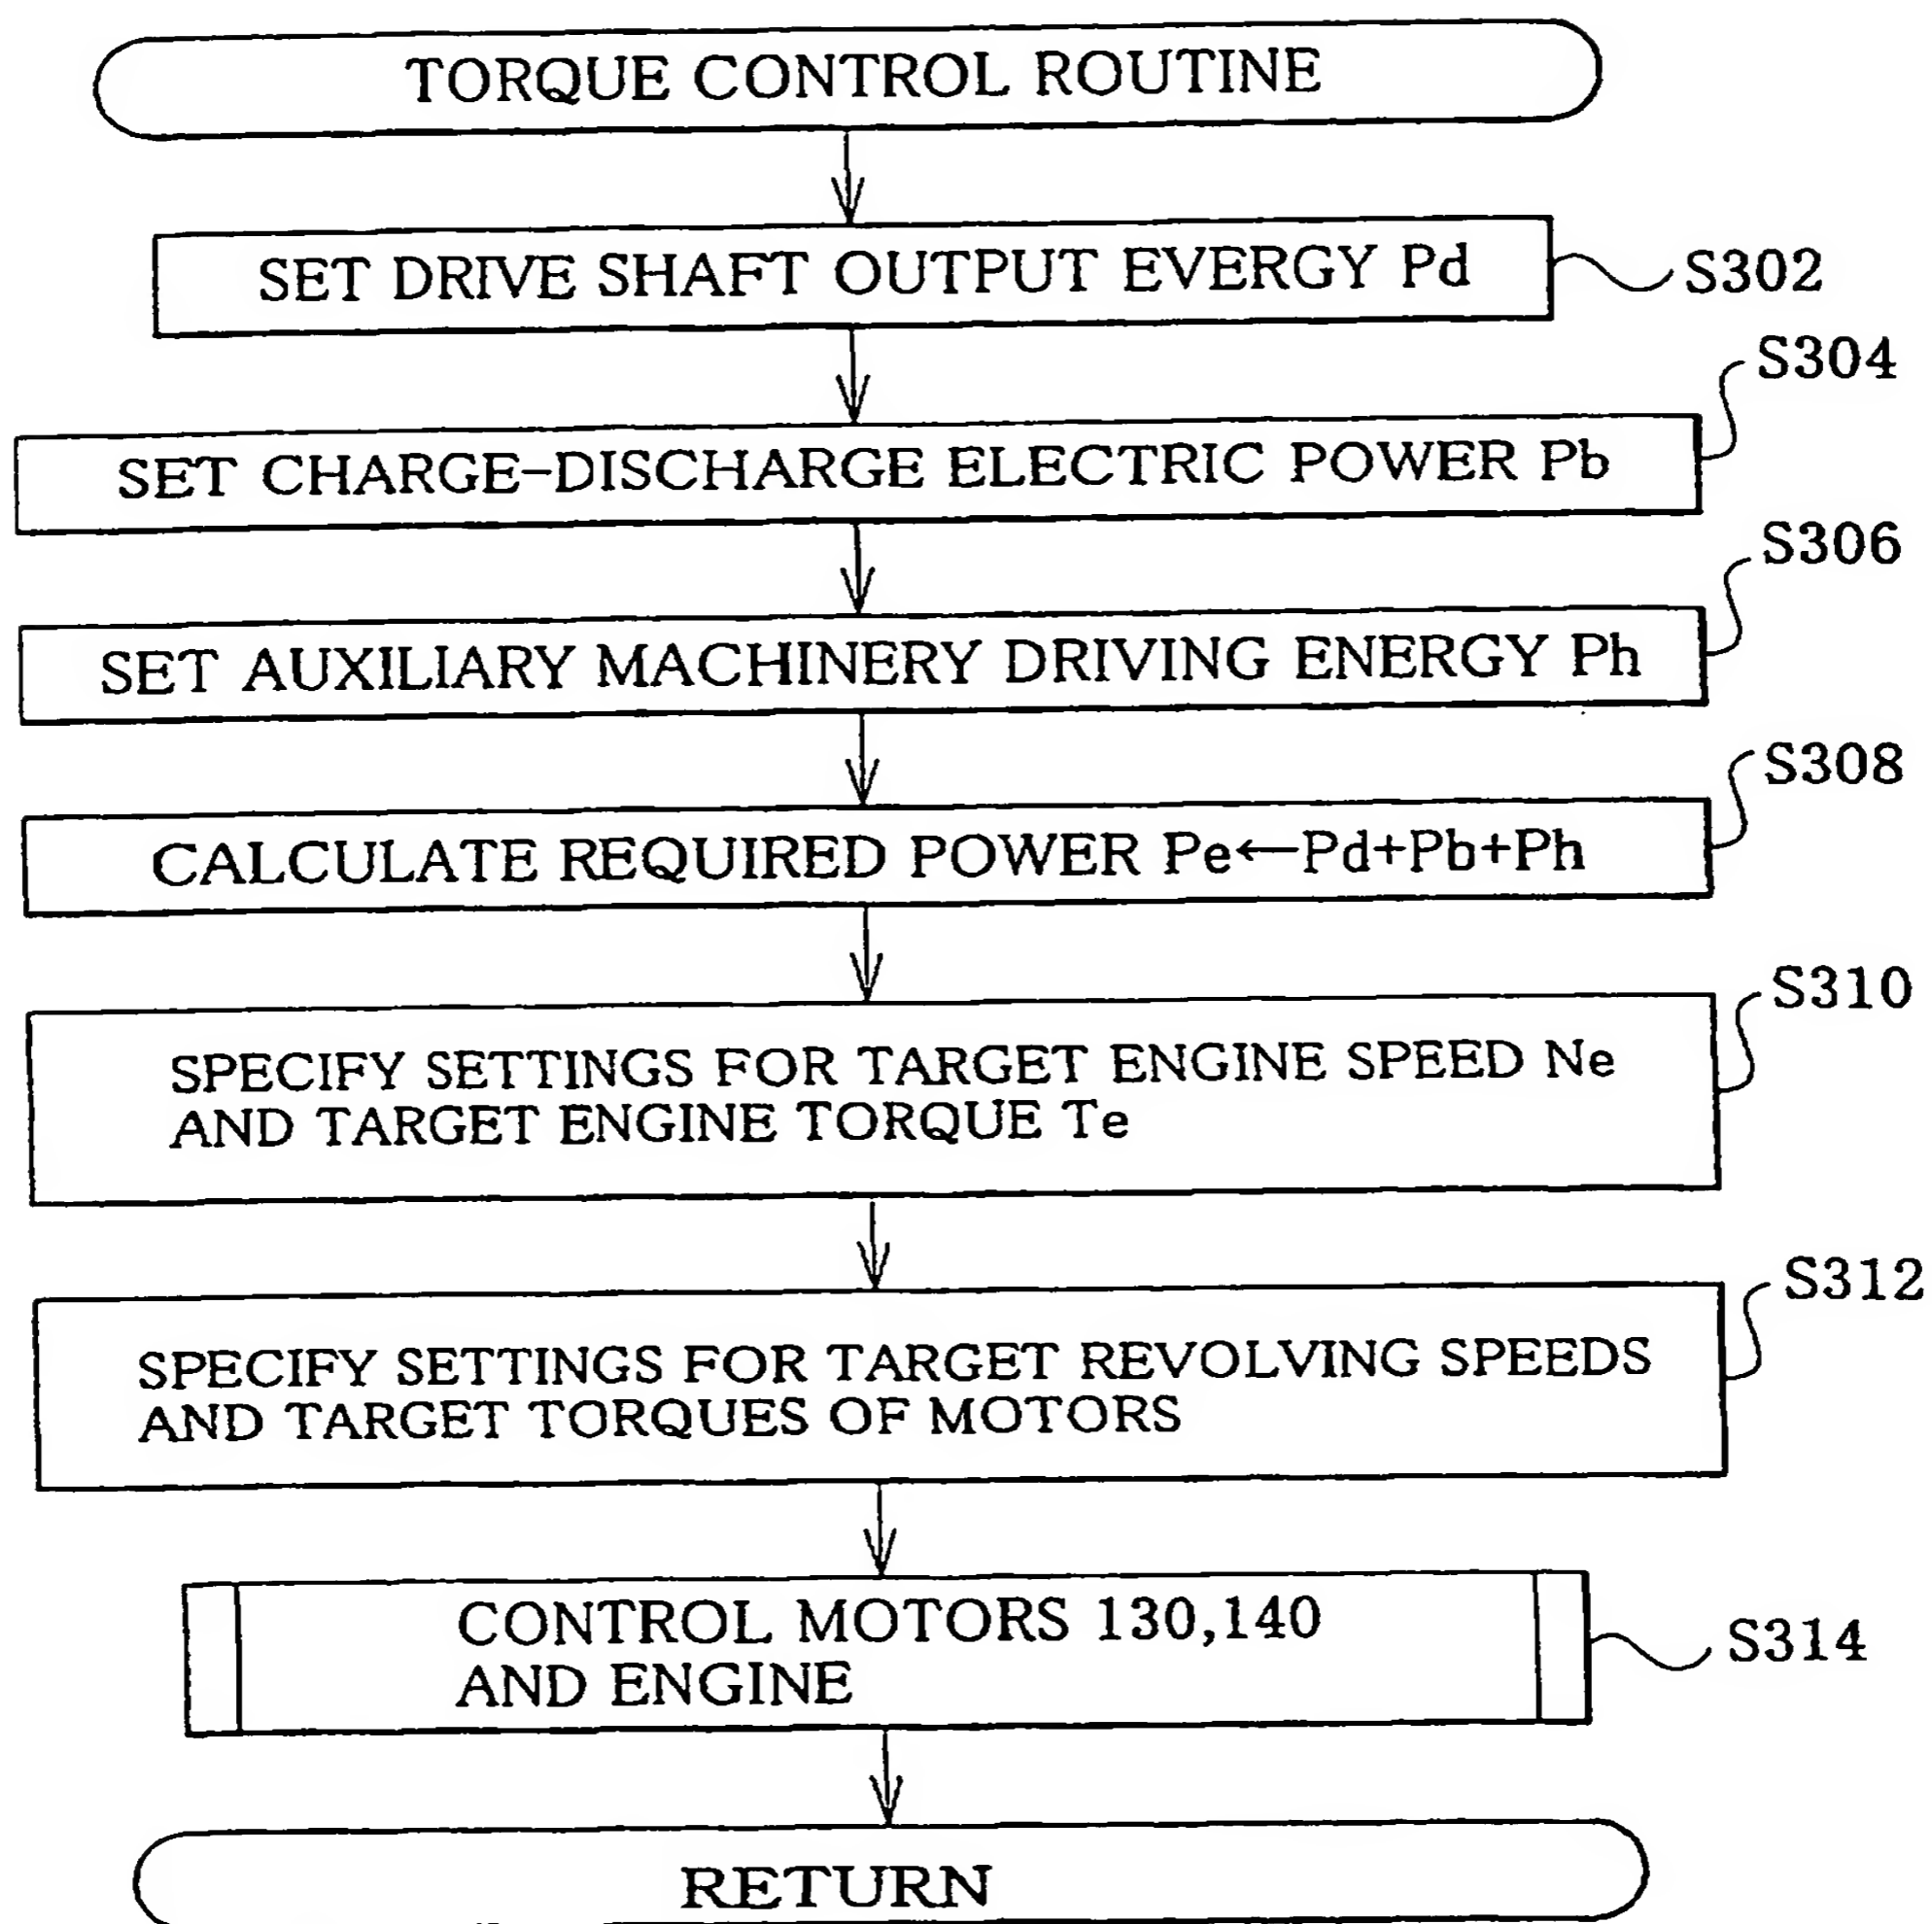 TORQUE CONTROL ROUTINE
SET DRIVE SHAFT OUTPUT EVERGY Pd
S302
S304
SET CHARGE-DISCHARGE ELECTRIC POWER Pb
S306
SET AUXILIARY MACHINERY DRIVING ENERGY Ph
S308
CALCULATE REQUIRED POWER Pe←Pd+Pb+Ph
S310
SPECIFY SETTINGS FOR TARGET ENGINE SPEED Ne
AND TARGET ENGINE TORQUE Te
S312
SPECIFY SETTINGS FOR TARGET REVOLVING SPEEDS
AND TARGET TORQUES OF MOTORS
CONTROL MOTORS 130,140
AND ENGINE
S314
RETURN